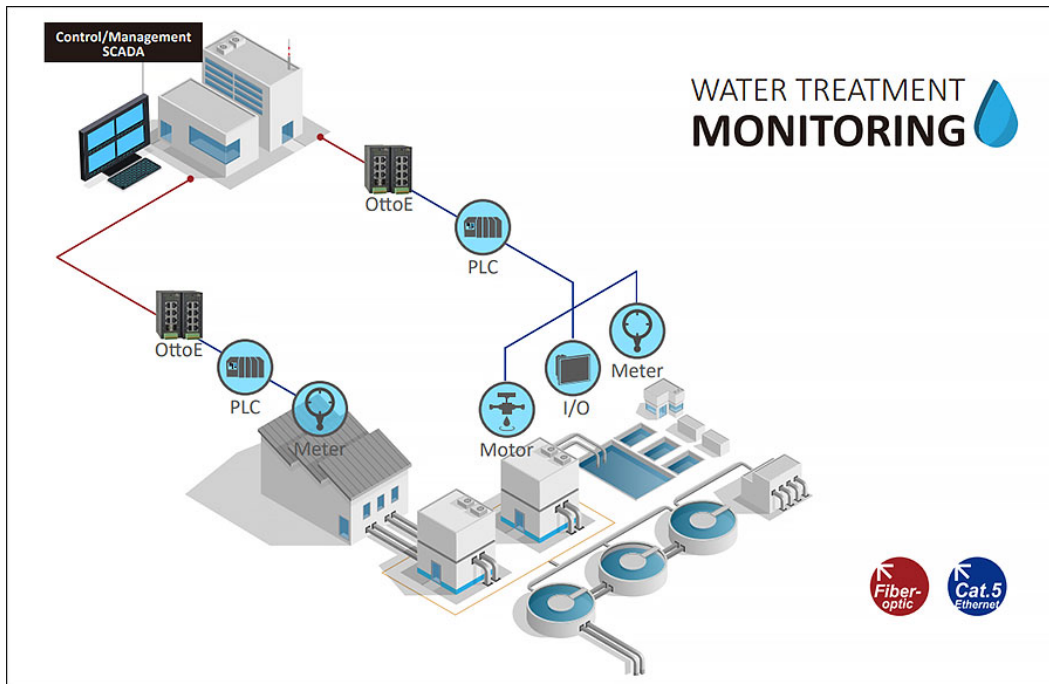 Control/Management
SCADA
WATER TREATMENT
MONITORING
OttoE
PLC
OttoE
PLC
Meter
Meter
I/O
Motor
Fiber-
optic
Cat.5
Ethernet